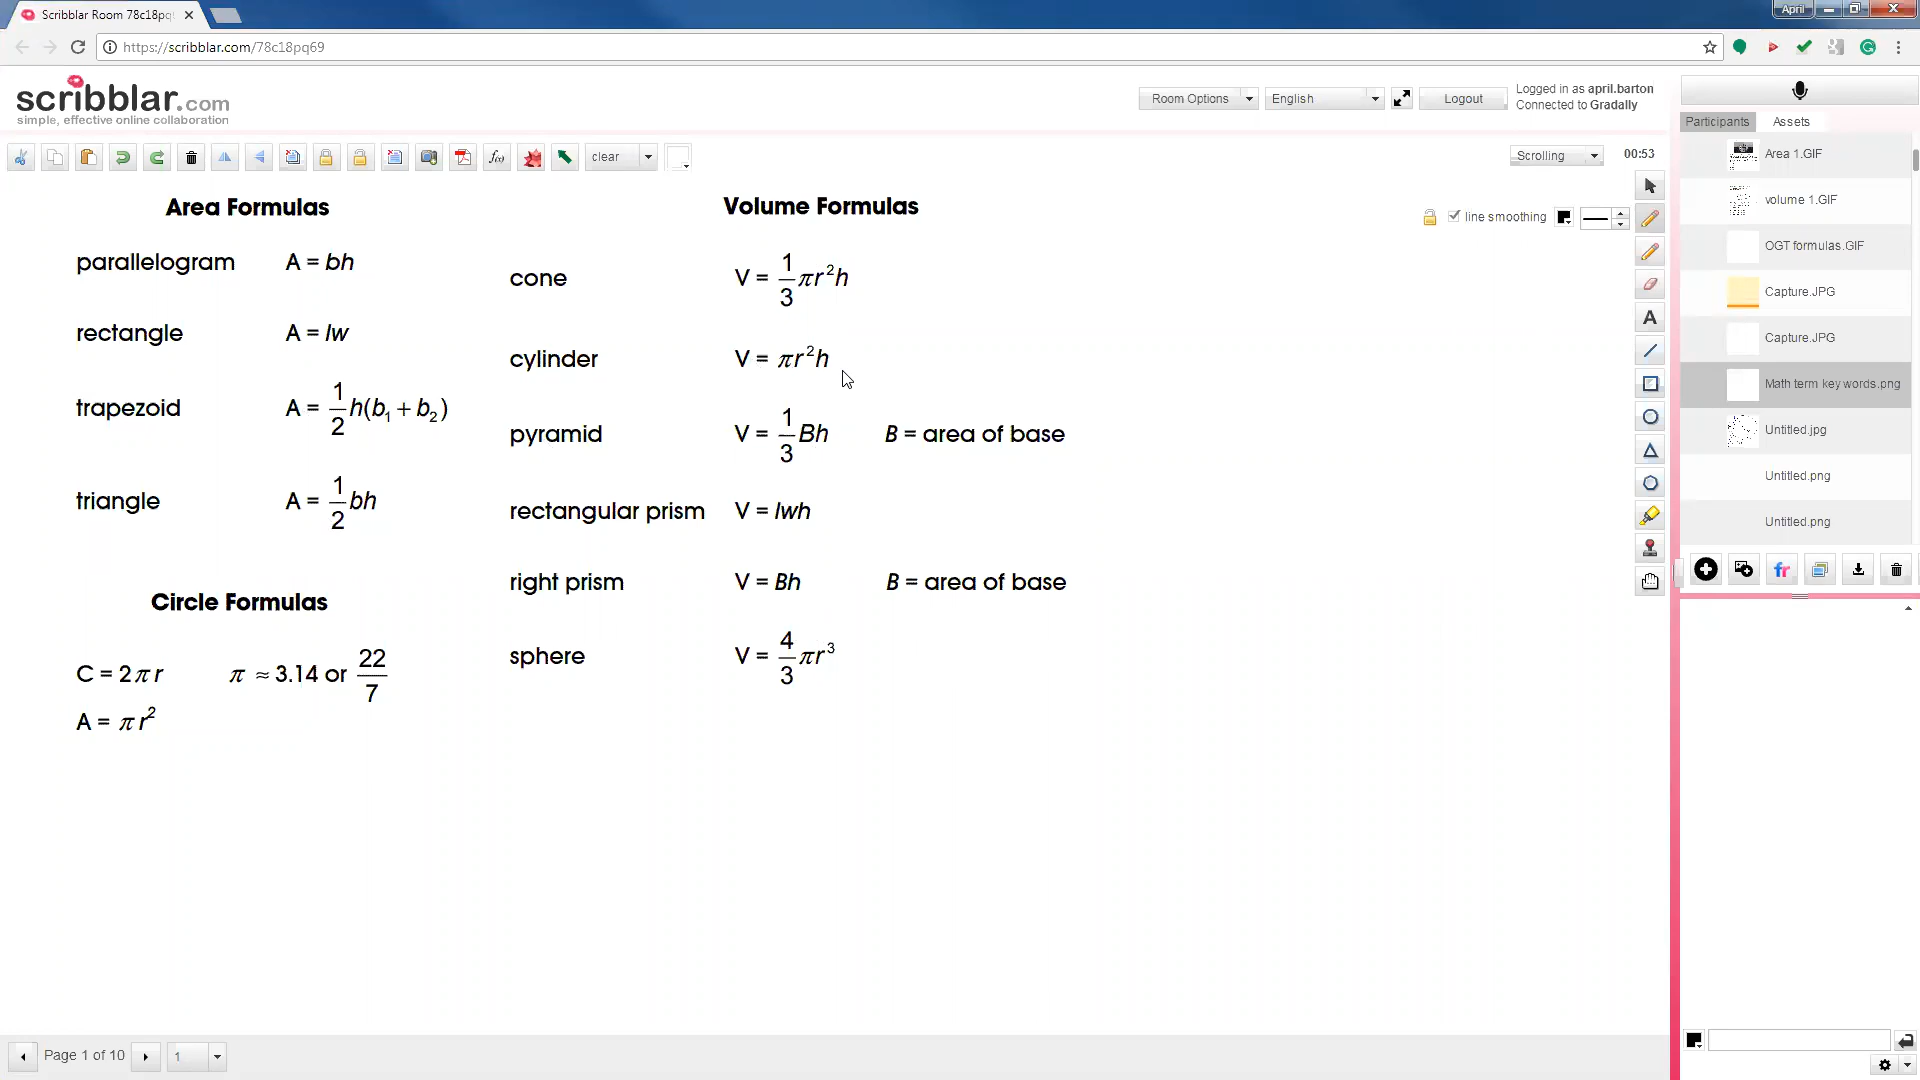 Scribblar Room 78c18pq
April
https://scribblar.com/78c18pq69
scribblar.com
simple, effective online collaboration
Room Options
English
Logout
Logged in as april.barton
Connected to Gradally
Participants
Assets
f(x)
clear
Scrolling
00:53
line smoothing
A
Area 1.GIF
volume 1.GIF
OGT formulas.GIF
Capture.JPG
Capture.JPG
Math term key words.png
Untitled.jpg
Untitled.png
Untitled.png
fr
Area Formulas
parallelogram A = bh
rectangle A = lw
trapezoid A = 1/2 h(b₁ + b₂)
triangle A = 1/2 bh
Circle Formulas
C = 2πr π ≈ 3.14 or 22/7
A = πr²
Volume Formulas
cone V = 1/3 πr²h
cylinder V = πr²h
pyramid V = 1/3 Bh B = area of base
rectangular prism V = lwh
right prism V = Bh B = area of base
sphere V = 4/3 πr³
Page 1 of 10
1